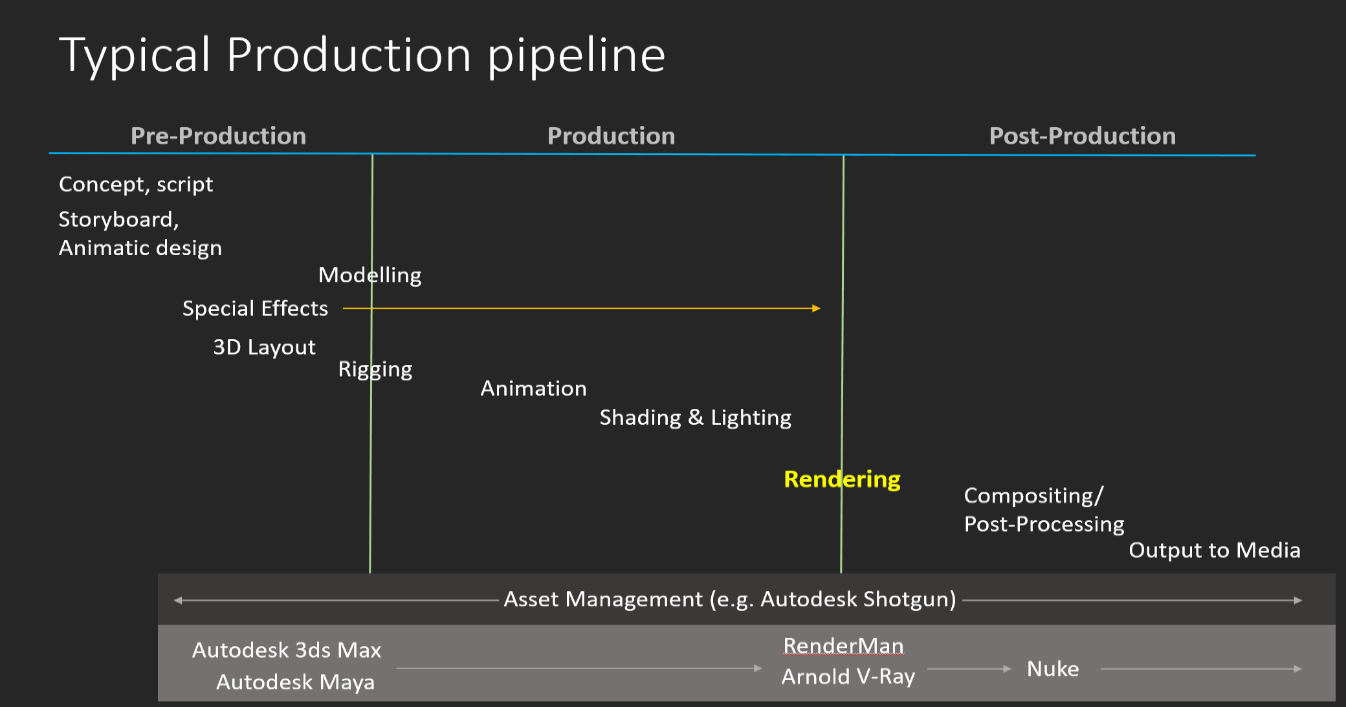 Typical Production pipeline
Pre-Production
Production
Post-Production
Concept, script
Storyboard,
Animatic design
Modelling
Special Effects
3D Layout
Rigging
Animation
Shading & Lighting
Rendering
Compositing/
Post-Processing
Output to Media
Asset Management (e.g. Autodesk Shotgun)
Autodesk 3ds Max
Autodesk Maya
RenderMan
Arnold V-Ray
Nuke